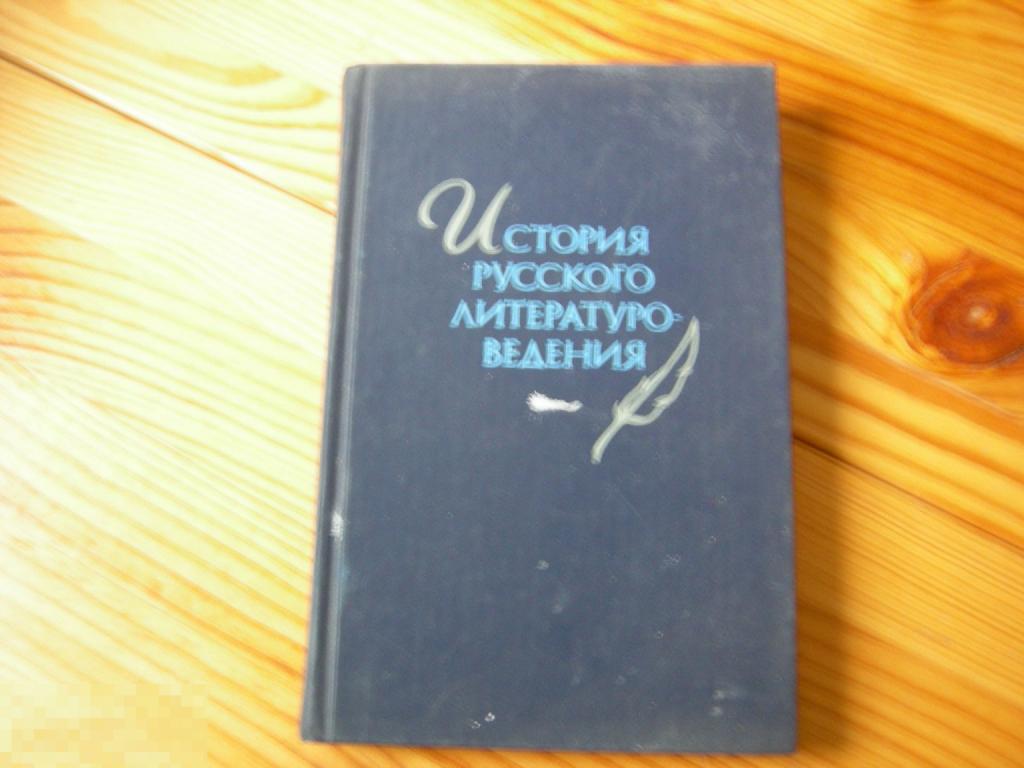 История
русского
литературо-
ведения